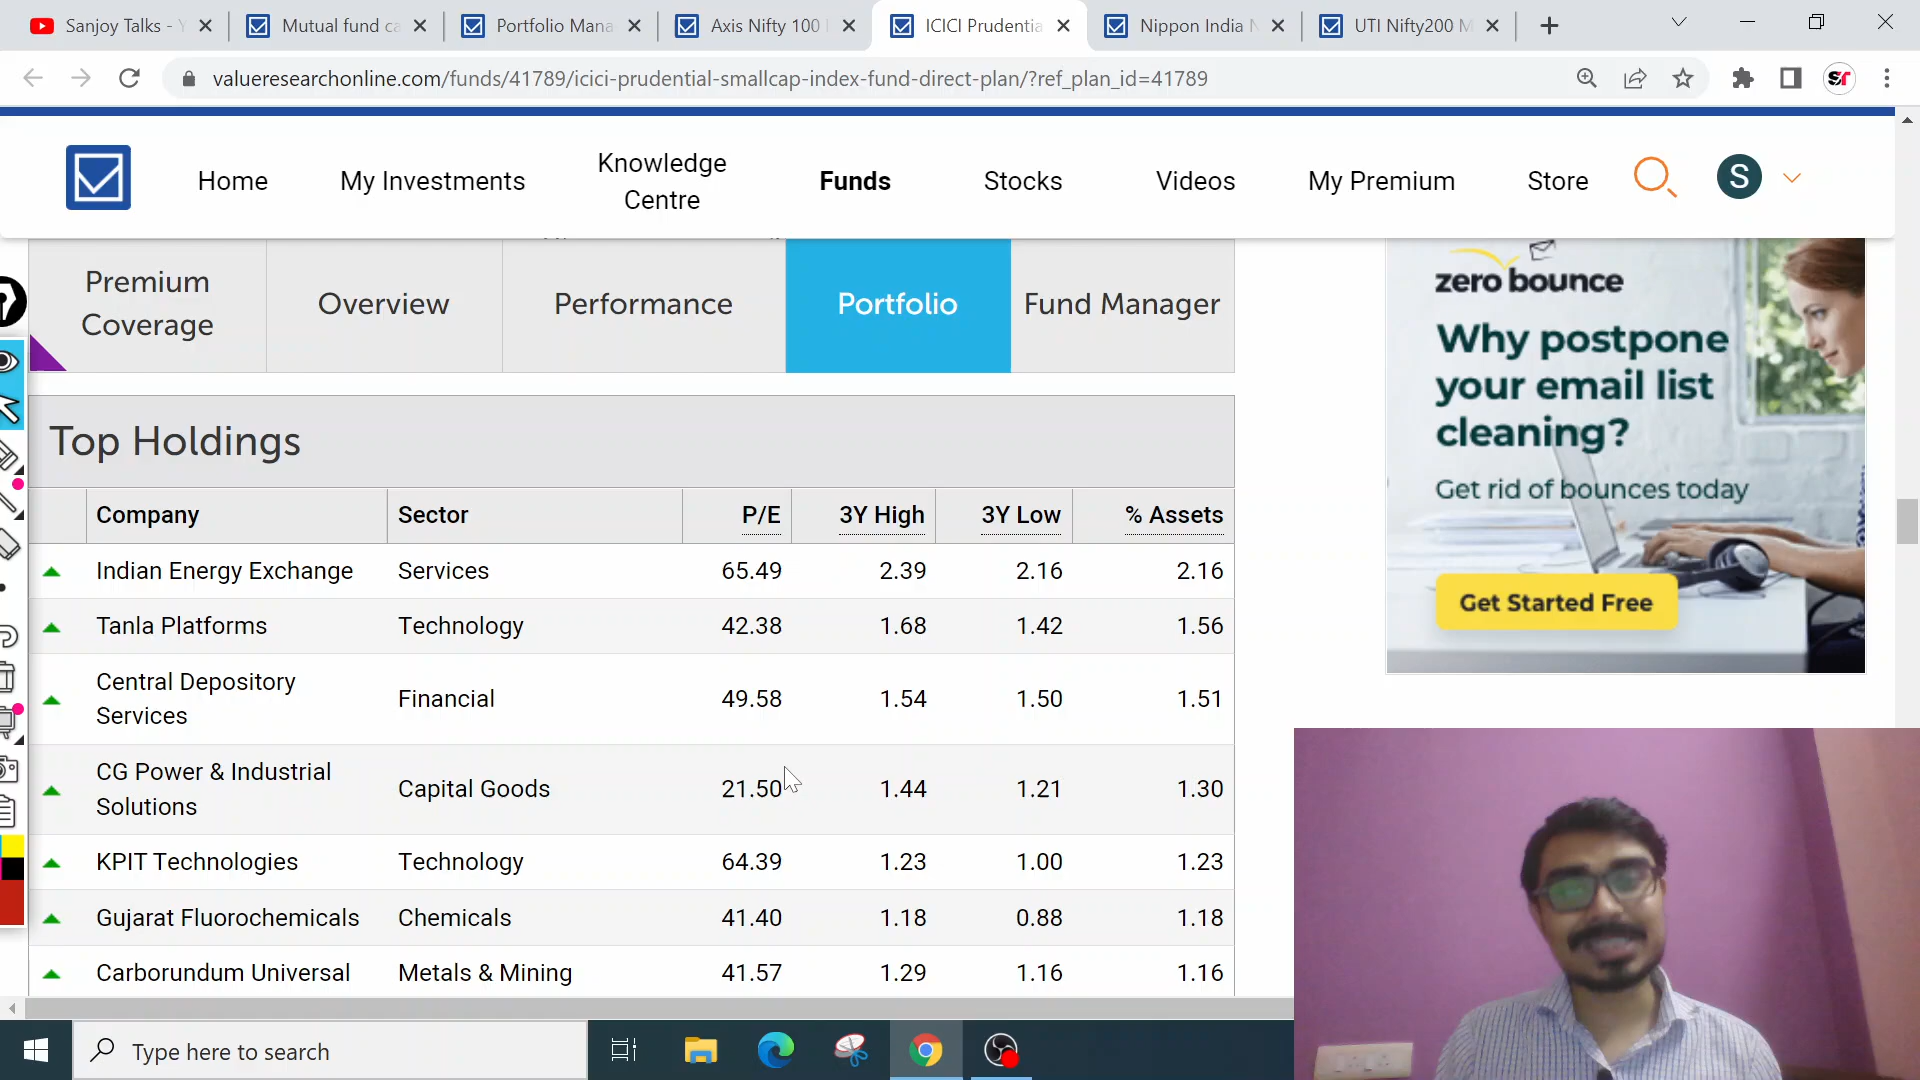 Sanjoy Talks - Y
Mutual fund ca
Portfolio Mana
Axis Nifty 100
ICICI Prudentia
Nippon India N
UTI Nifty200 M
valueresearchonline.com/funds/41789/icici-prudential-smallcap-index-fund-direct-plan/?ref_plan_id=41789
Home
My Investments
Knowledge
Centre
Funds
Stocks
Videos
My Premium
Store
S
Premium
Coverage
Overview
Performance
Portfolio
Fund Manager
zero bounce
Why postpone
your email list
cleaning?
Get rid of bounces today
Get Started Free
Top Holdings
Company Sector P/E 3Y High 3Y Low % Assets
Indian Energy Exchange Services 65.49 2.39 2.16 2.16
Tanla Platforms Technology 42.38 1.68 1.42 1.56
Central Depository
Services Financial 49.58 1.54 1.50 1.51
CG Power & Industrial
Solutions Capital Goods 21.50 1.44 1.21 1.30
KPIT Technologies Technology 64.39 1.23 1.00 1.23
Gujarat Fluorochemicals Chemicals 41.40 1.18 0.88 1.18
Carborundum Universal Metals & Mining 41.57 1.29 1.16 1.16
Type here to search